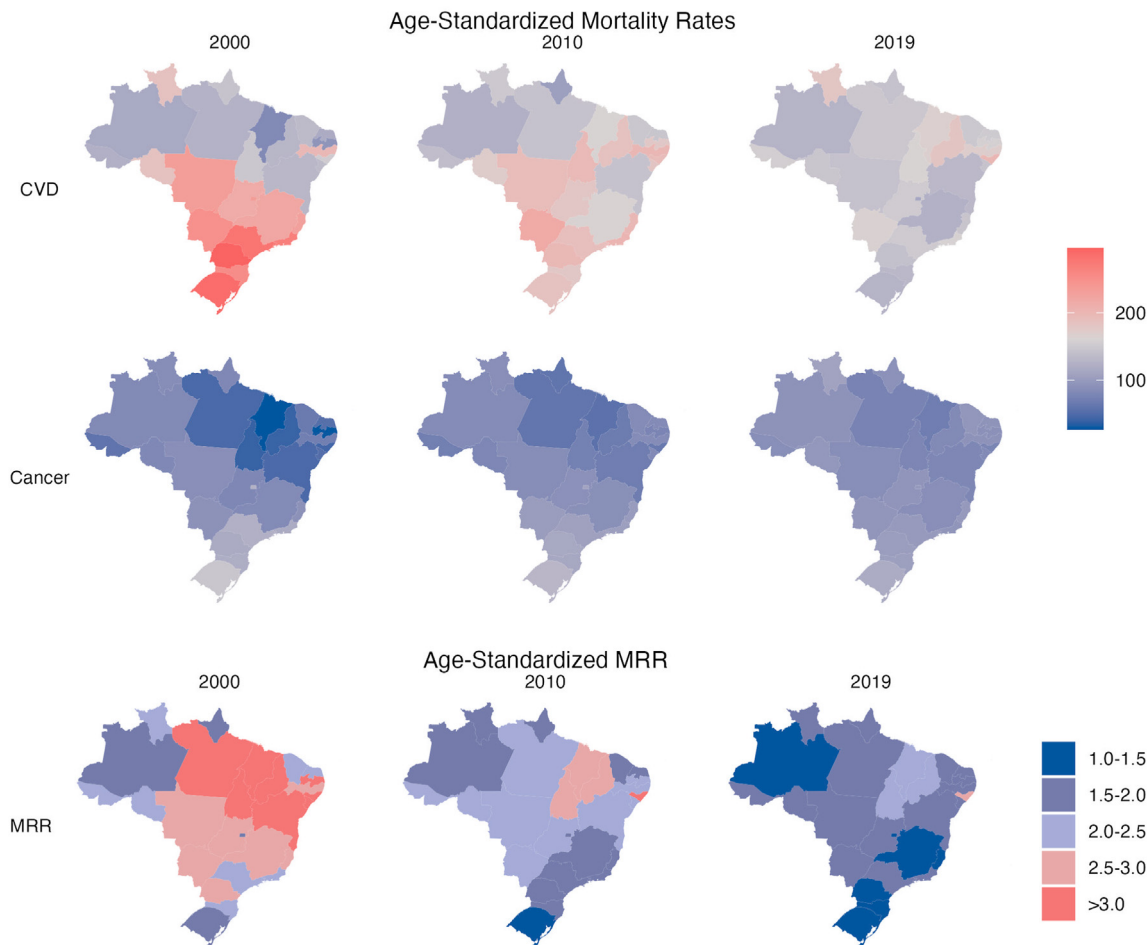 Age-Standardized Mortality Rates
2000 2010 2019
CVD
200
100
Cancer
Age-Standardized MRR
2000 2010 2019
MRR
1.0-1.5
1.5-2.0
2.0-2.5
2.5-3.0
>3.0